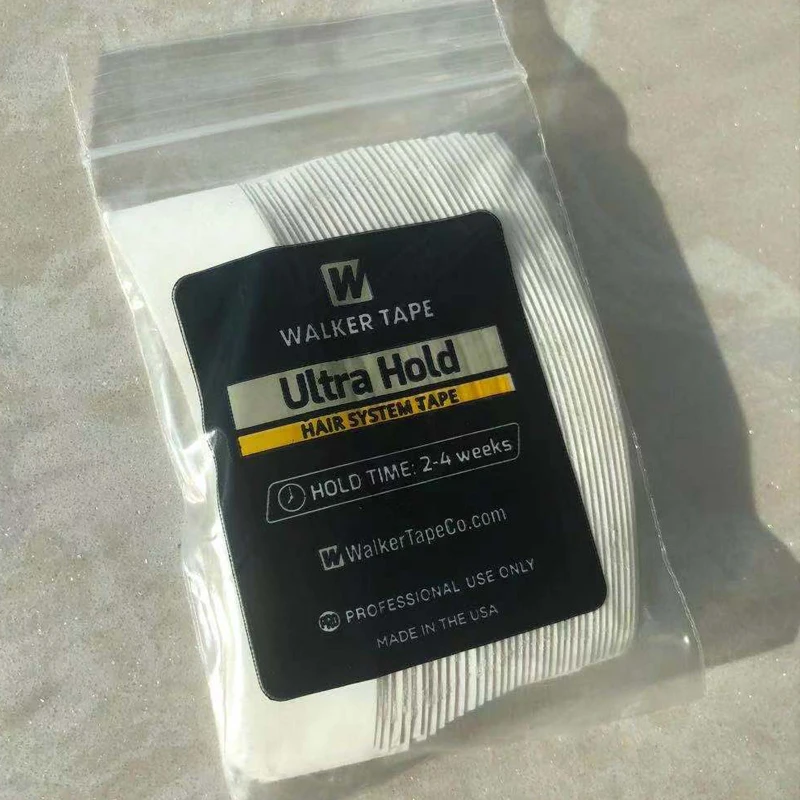 W
WALKER TAPE
Ultra Hold
HAIR SYSTEM TAPE
HOLD TIME: 2-4 weeks
W WalkerTapeCo.com
PRO PROFESSIONAL USE ONLY
MADE IN THE USA